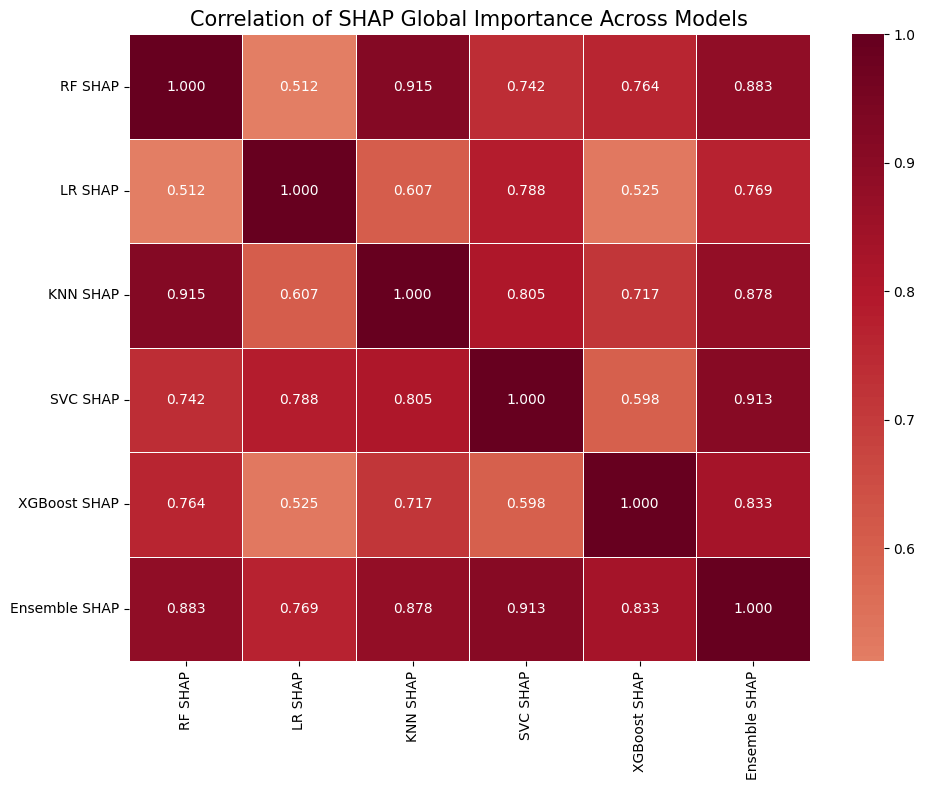 Correlation of SHAP Global Importance Across Models
RF SHAP 1.000 0.512 0.915 0.742 0.764 0.883
LR SHAP 0.512 1.000 0.607 0.788 0.525 0.769
KNN SHAP 0.915 0.607 1.000 0.805 0.717 0.878
SVC SHAP 0.742 0.788 0.805 1.000 0.598 0.913
XGBoost SHAP 0.764 0.525 0.717 0.598 1.000 0.833
Ensemble SHAP 0.883 0.769 0.878 0.913 0.833 1.000
RF SHAP
LR SHAP
KNN SHAP
SVC SHAP
XGBoost SHAP
Ensemble SHAP
1.0
0.9
0.8
0.7
0.6